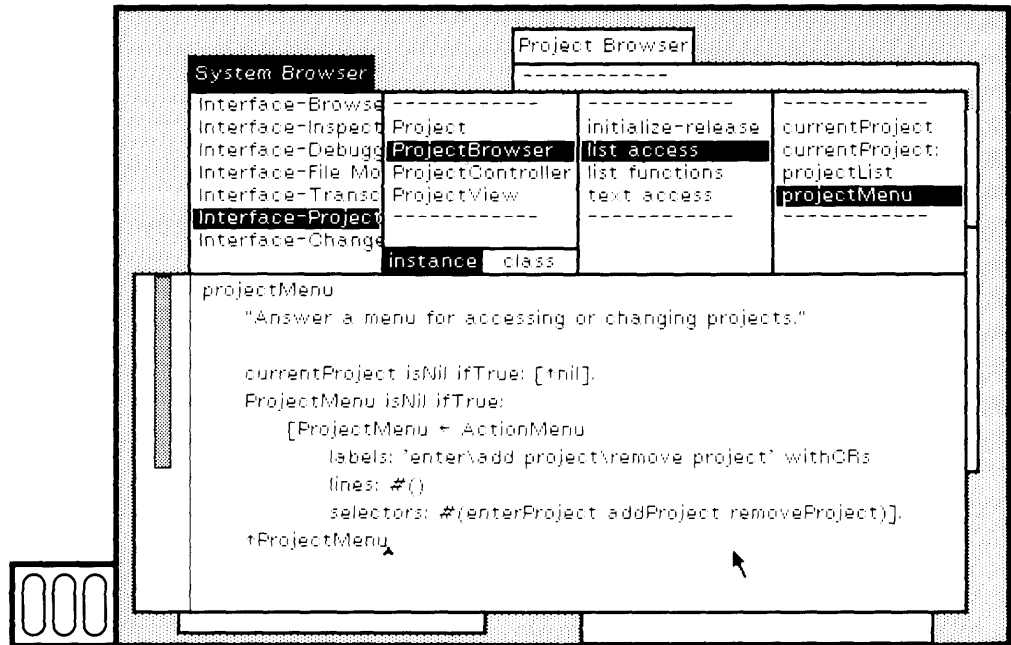 Project Browser
------------
System Browser
Interface-Browse
Interface-Inspect
Interface-Debugg
Interface-File Mo
Interface-Transc
Interface-Project
Interface-Change
------------
Project
ProjectBrowser
ProjectController
ProjectView
------------
instance class
------------
initialize-release
list access
list functions
text access
------------
------------
currentProject
currentProject:
projectList
projectMenu
------------
projectMenu
"Answer a menu for accessing or changing projects."
currentProject isNil ifTrue: [↑nil].
ProjectMenu isNil ifTrue:
[ProjectMenu ← ActionMenu
labels: 'enter\add project\remove project' withCRs
lines: #()
selectors: #(enterProject addProject removeProject)].
↑ProjectMenu